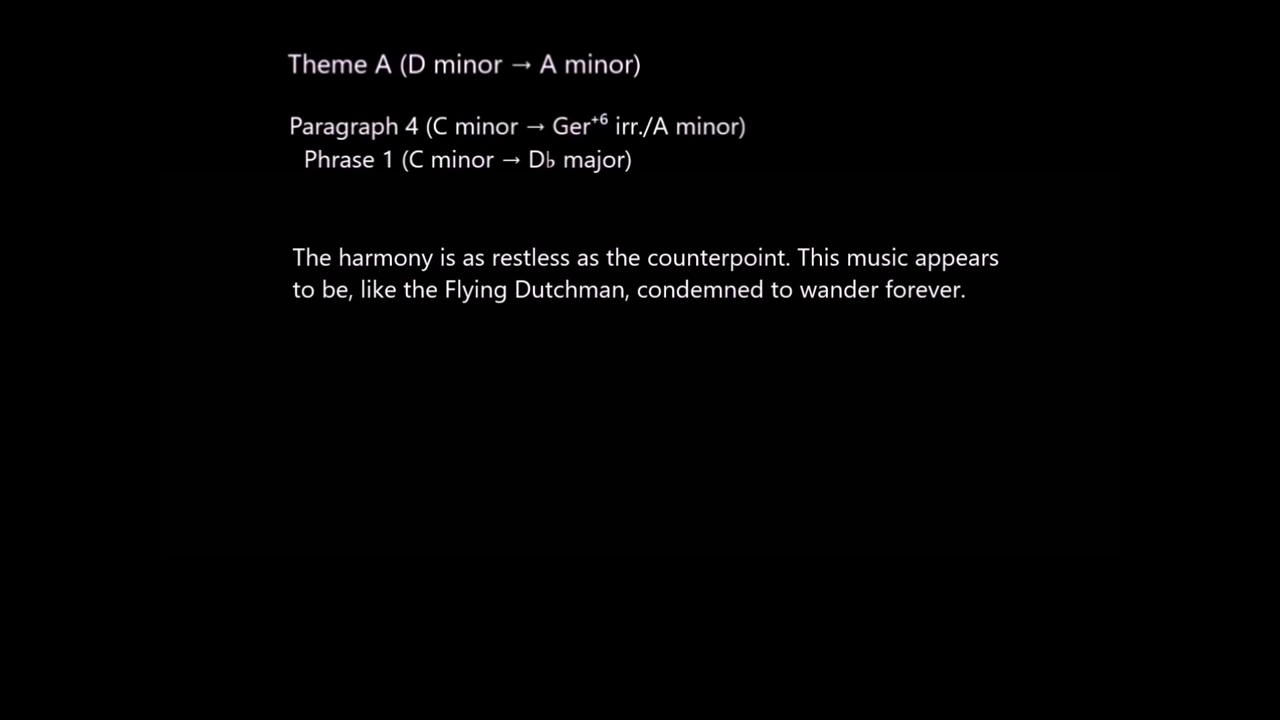 Theme A (D minor → A minor)
Paragraph 4 (C minor → Ger⁺⁶ irr./A minor)
Phrase 1 (C minor → D♭ major)
The harmony is as restless as the counterpoint. This music appears
to be, like the Flying Dutchman, condemned to wander forever.